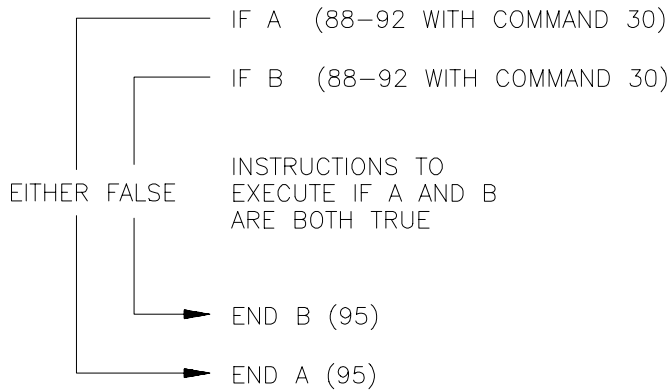 IF A (88-92 WITH COMMAND 30)
IF B (88-92 WITH COMMAND 30)
EITHER FALSE
INSTRUCTIONS TO
EXECUTE IF A AND B
ARE BOTH TRUE
END B (95)
END A (95)